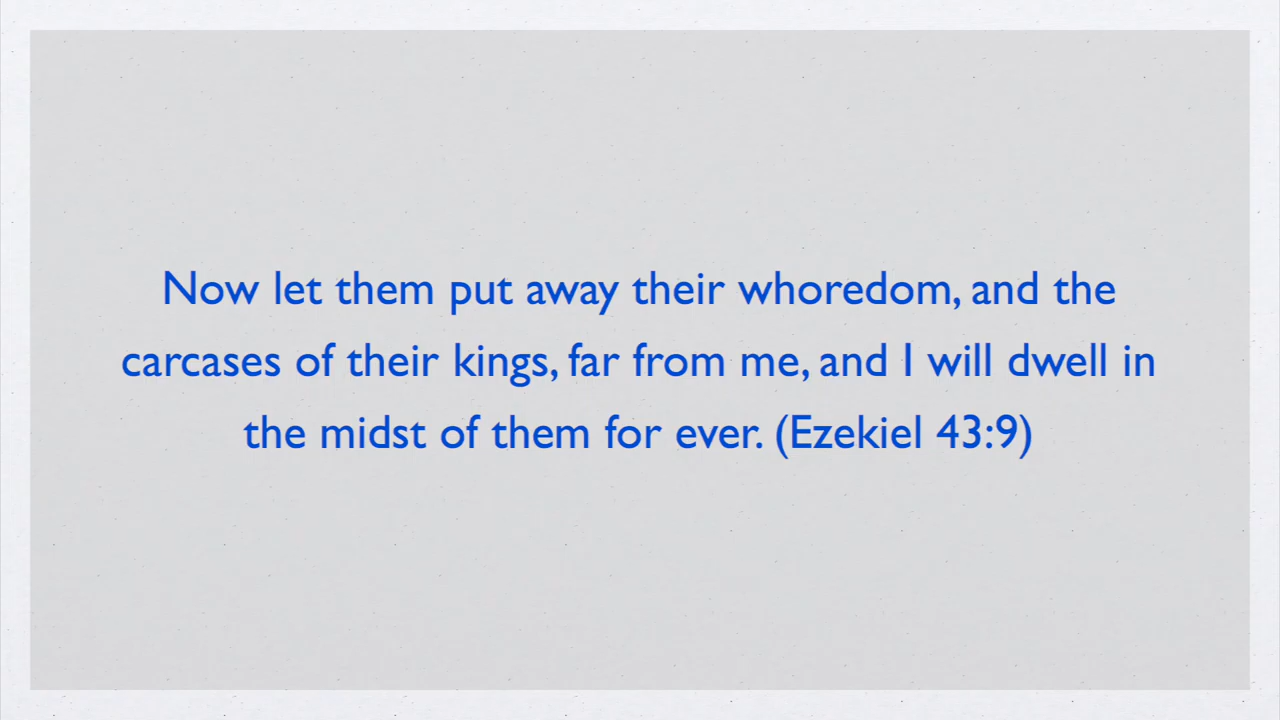 Now let them put away their whoredom, and the
carcases of their kings, far from me, and I will dwell in
the midst of them for ever. (Ezekiel 43:9)